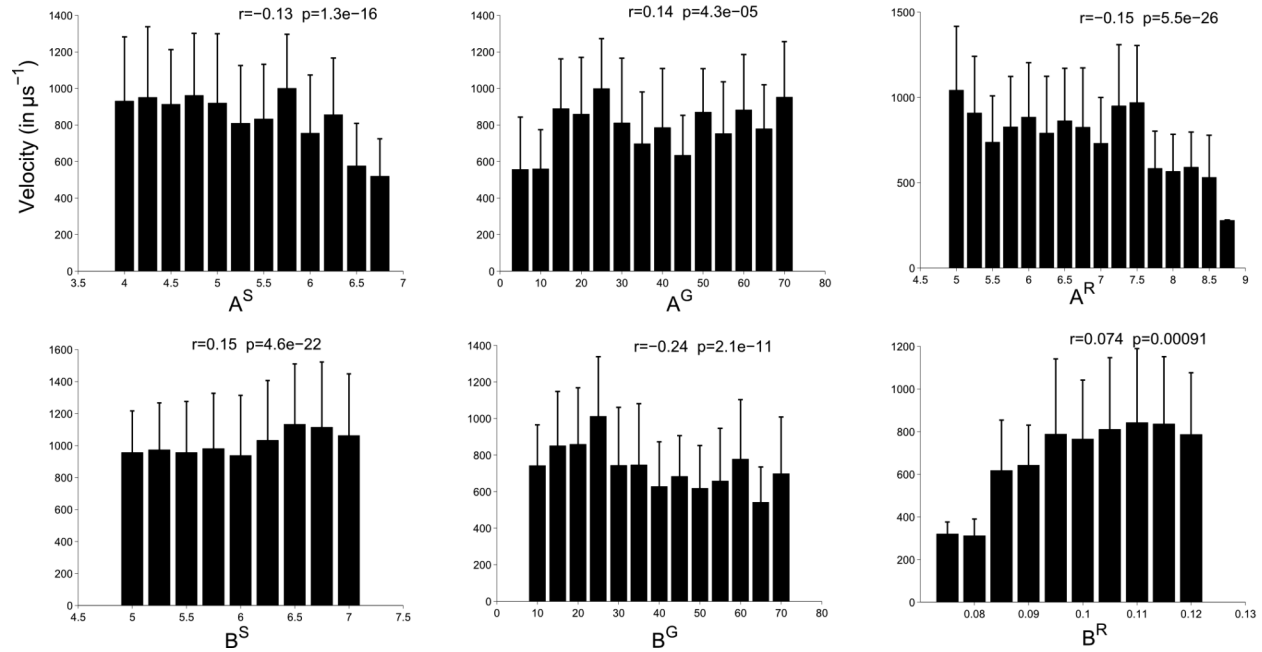 r=−0.13 p=1.3e−16
1400
1200
1000
800
600
400
200
0
3.5 4 4.5 5 5.5 6 6.5 7
A^S
Velocity (in µs⁻¹)
r=0.14 p=4.3e−05
1400
1200
1000
800
600
400
200
0
0 10 20 30 40 50 60 70 80
A^G
r=−0.15 p=5.5e−26
1500
1000
500
0
4.5 5 5.5 6 6.5 7 7.5 8 8.5 9
A^R
r=0.15 p=4.6e−22
1600
1400
1200
1000
800
600
400
200
0
4.5 5 5.5 6 6.5 7 7.5
B^S
r=−0.24 p=2.1e−11
1400
1200
1000
800
600
400
200
0
0 10 20 30 40 50 60 70 80
B^G
r=0.074 p=0.00091
1200
1000
800
600
400
200
0
0.08 0.09 0.1 0.11 0.12 0.13
B^R